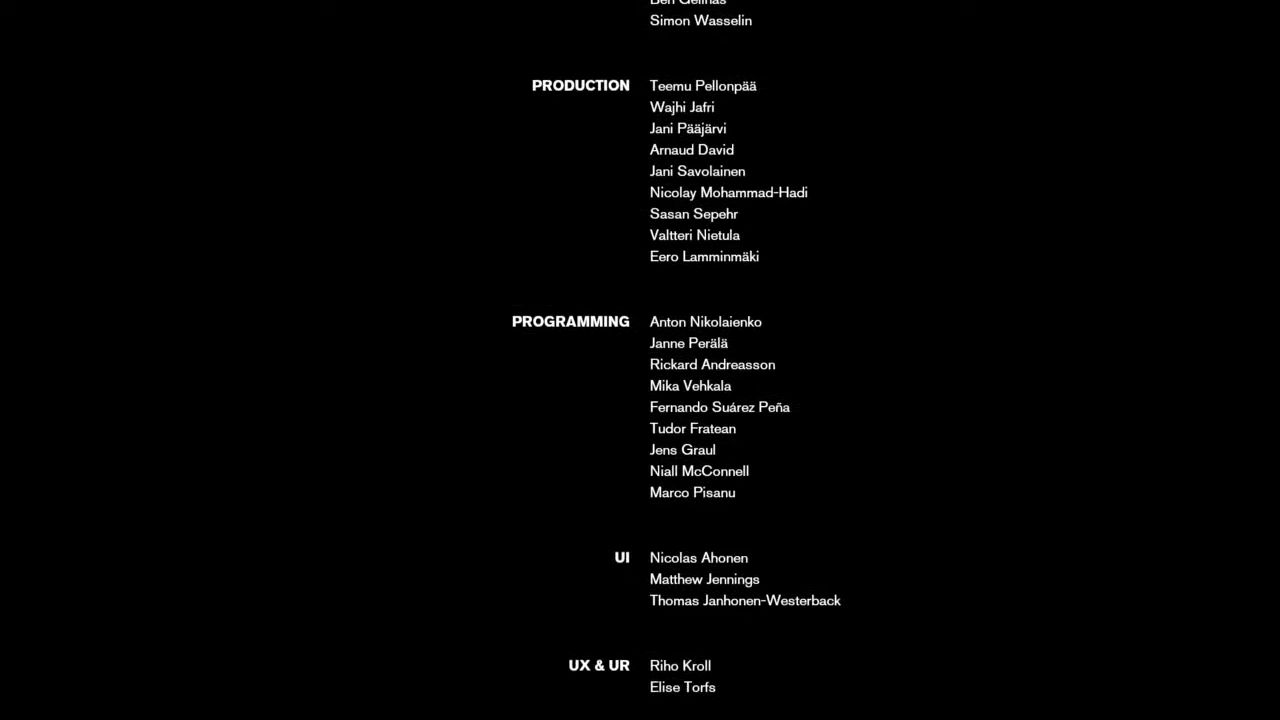 Ben Gelinas
Simon Wasselin
PRODUCTION Teemu Pellonpää
Wajhi Jafri
Jani Pääjärvi
Arnaud David
Jani Savolainen
Nicolay Mohammad-Hadi
Sasan Sepehr
Valtteri Nietula
Eero Lamminmäki
PROGRAMMING Anton Nikolaienko
Janne Perälä
Rickard Andreasson
Mika Vehkala
Fernando Suárez Peña
Tudor Fratean
Jens Graul
Niall McConnell
Marco Pisanu
UI Nicolas Ahonen
Matthew Jennings
Thomas Janhonen-Westerback
UX & UR Riho Kroll
Elise Torfs